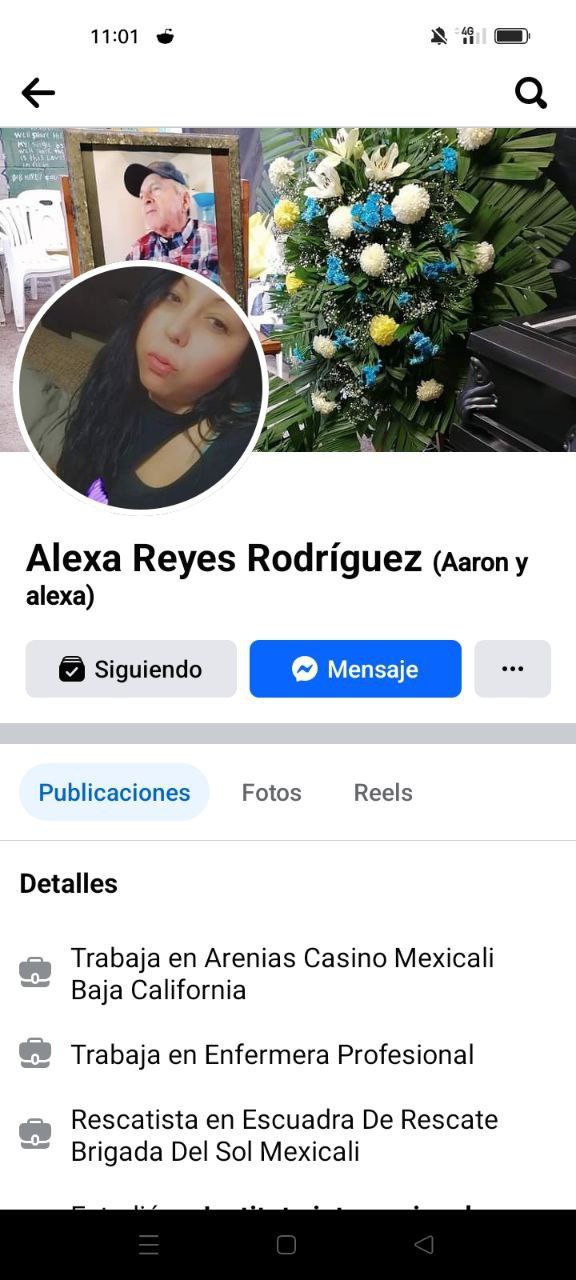 11:01
4G
Alexa Reyes Rodríguez (Aaron y
alexa)
Siguiendo
Mensaje
Publicaciones
Fotos
Reels
Detalles
Trabaja en Arenias Casino Mexicali
Baja California
Trabaja en Enfermera Profesional
Rescatista en Escuadra De Rescate
Brigada Del Sol Mexicali